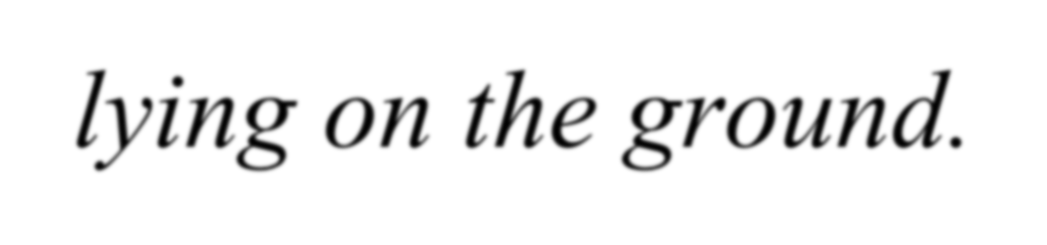 lying on the ground.